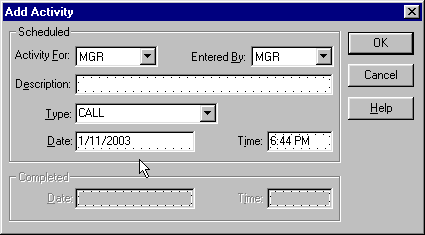 Add Activity
Scheduled
Activity For: MGR Entered By: MGR OK
Description: Cancel
Type: CALL Help
Date: 1/11/2003 Time: 6:44 PM
Completed
Date: Time: